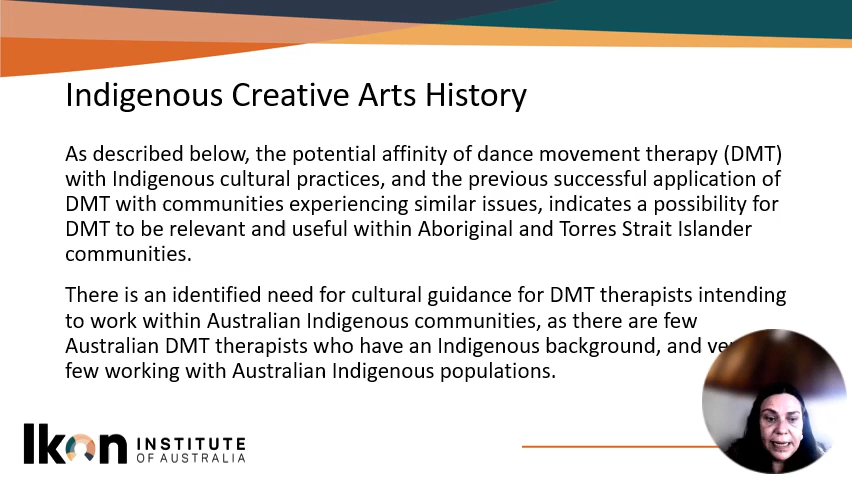 Indigenous Creative Arts History
As described below, the potential affinity of dance movement therapy (DMT)
with Indigenous cultural practices, and the previous successful application of
DMT with communities experiencing similar issues, indicates a possibility for
DMT to be relevant and useful within Aboriginal and Torres Strait Islander
communities.
There is an identified need for cultural guidance for DMT therapists intending
to work within Australian Indigenous communities, as there are few
Australian DMT therapists who have an Indigenous background, and
few working with Australian Indigenous populations.
Ikon INSTITUTE
OF AUSTRALIA